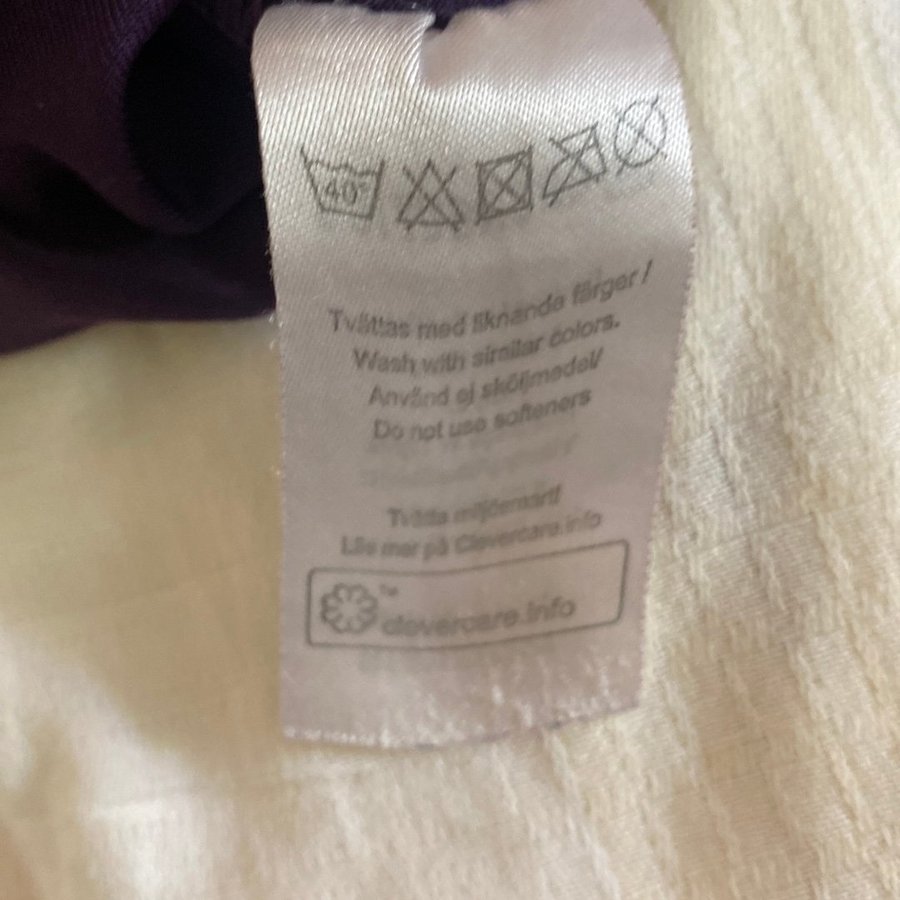 40°
Tvättas med liknande färger /
Wash with similar colors.
Använd ej sköljmedel/
Do not use softeners
Tvätta miljösmart/
Läs mer på Clevercare.info
™
clevercare.info